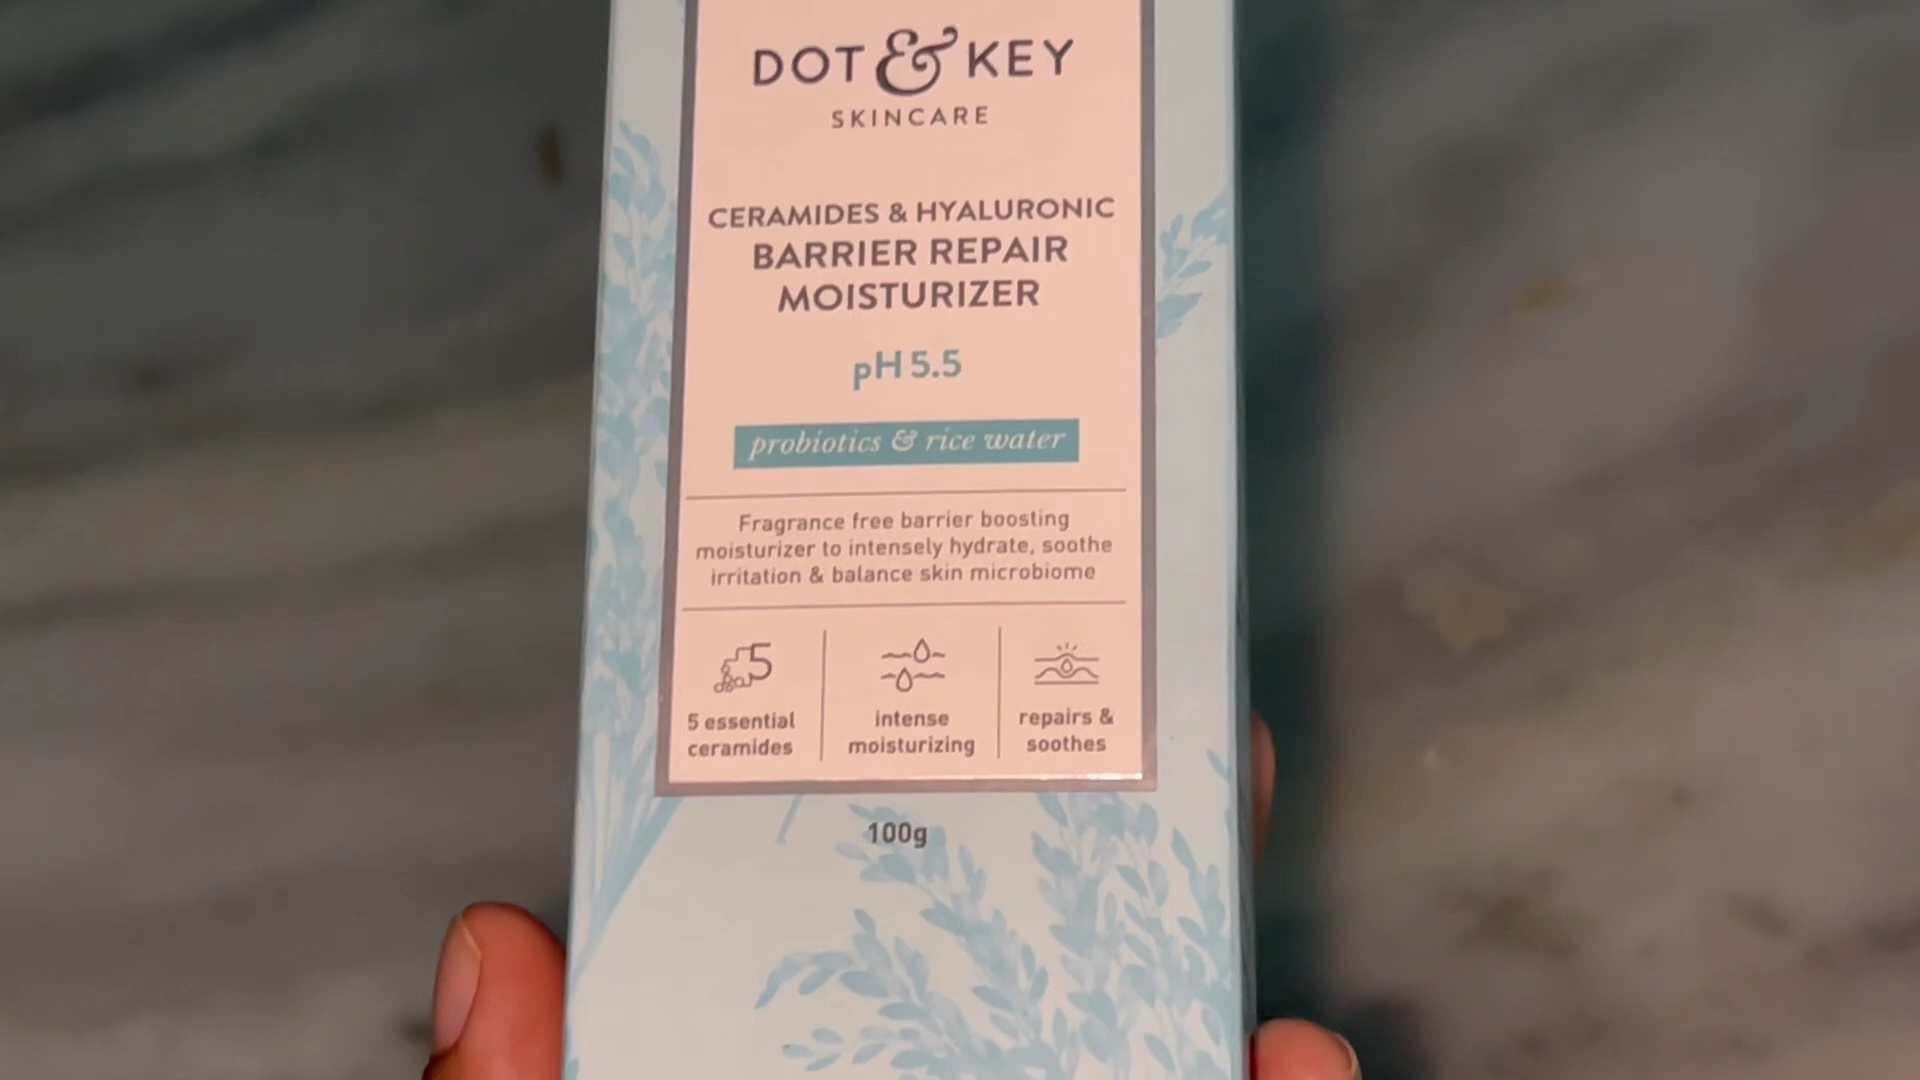 DOT & KEY
SKINCARE
CERAMIDES & HYALURONIC
BARRIER REPAIR
MOISTURIZER
pH 5.5
probiotics & rice water
Fragrance free barrier boosting
moisturizer to intensely hydrate, soothe
irritation & balance skin microbiome
5
5 essential
ceramides
intense
moisturizing
repairs &
soothes
100g